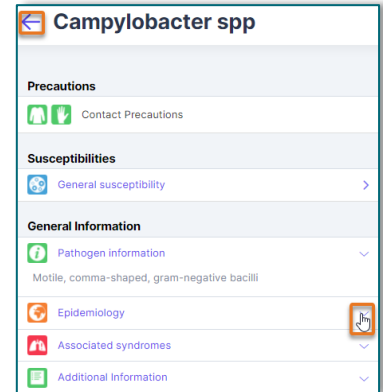 Campylobacter spp
Precautions
Contact Precautions
Susceptibilities
General susceptibility
General Information
Pathogen information
Motile, comma-shaped, gram-negative bacilli
Epidemiology
Associated syndromes
Additional Information